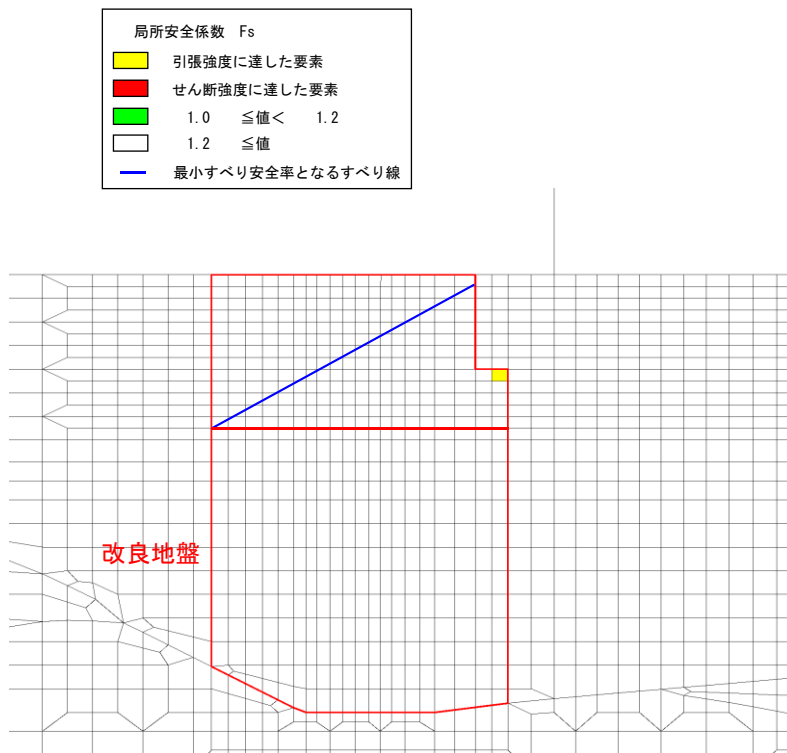 局所安全係数 Fs
引張強度に達した要素
せん断強度に達した要素
1.0 ≦値< 1.2
1.2 ≦値
最小すべり安全率となるすべり線
改良地盤